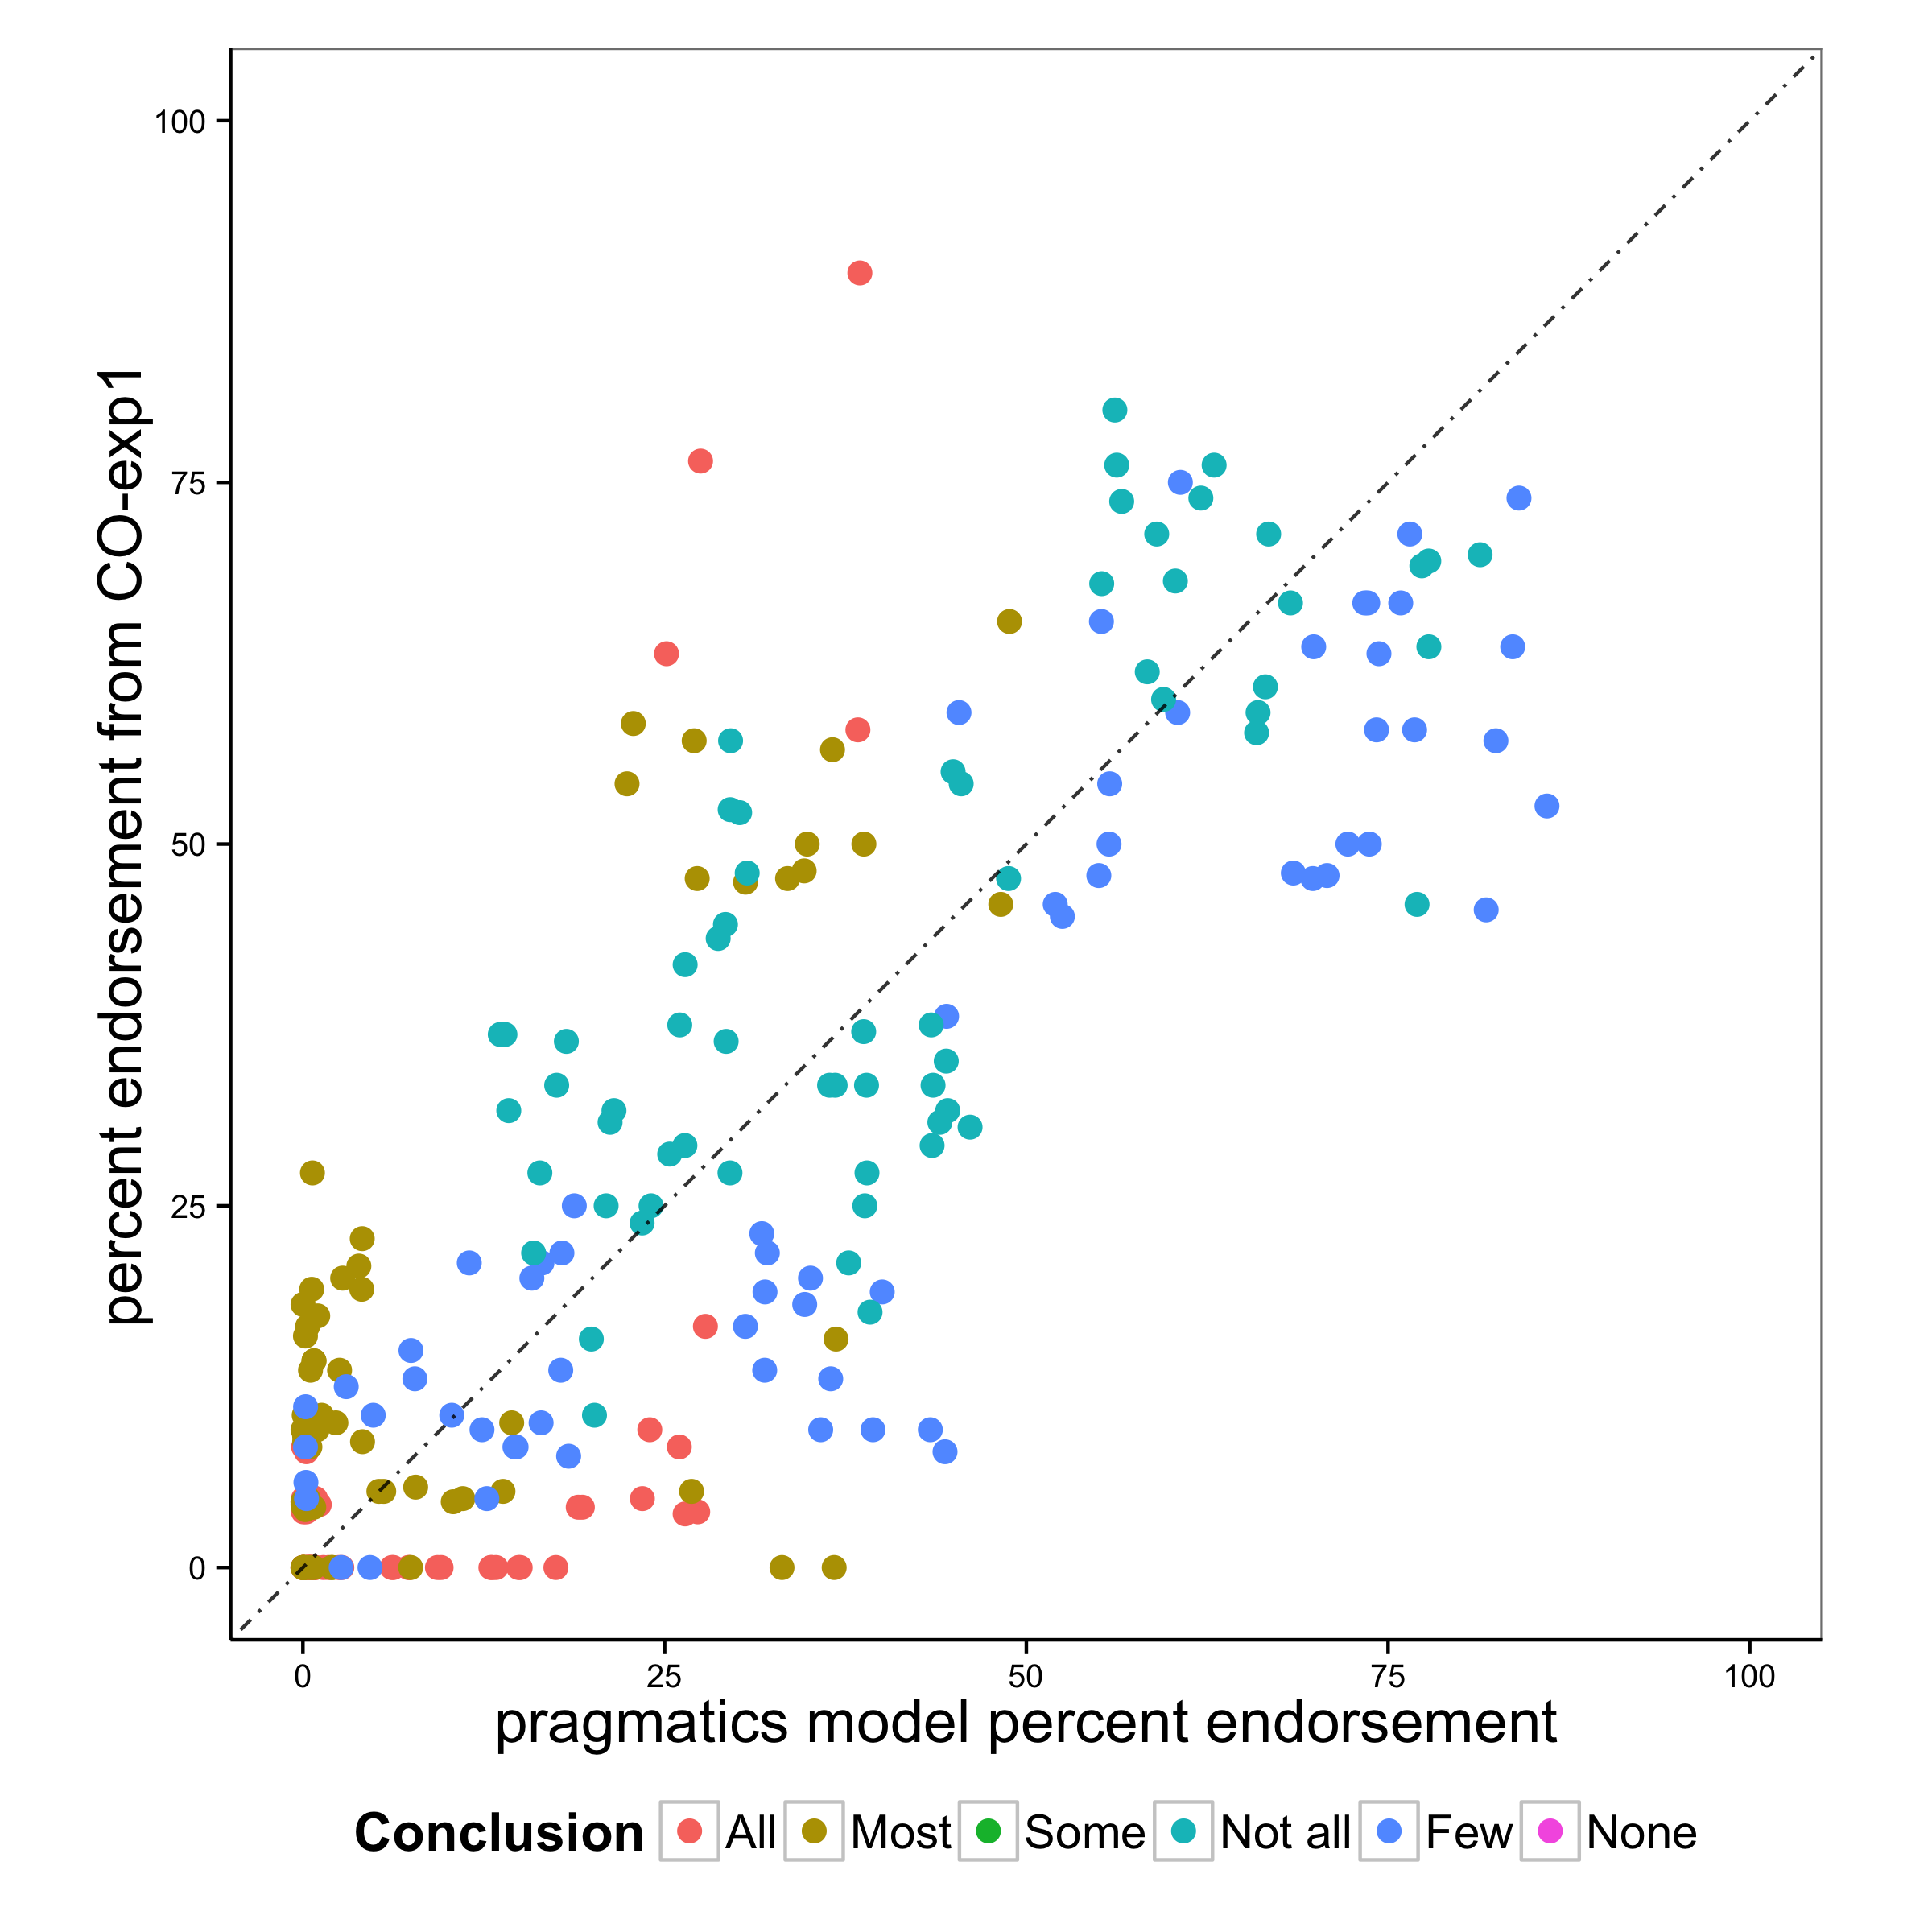 percent endorsement from CO-exp1
100
75
50
25
0
0 25 50 75 100
pragmatics model percent endorsement
Conclusion All Most Some Not all Few None